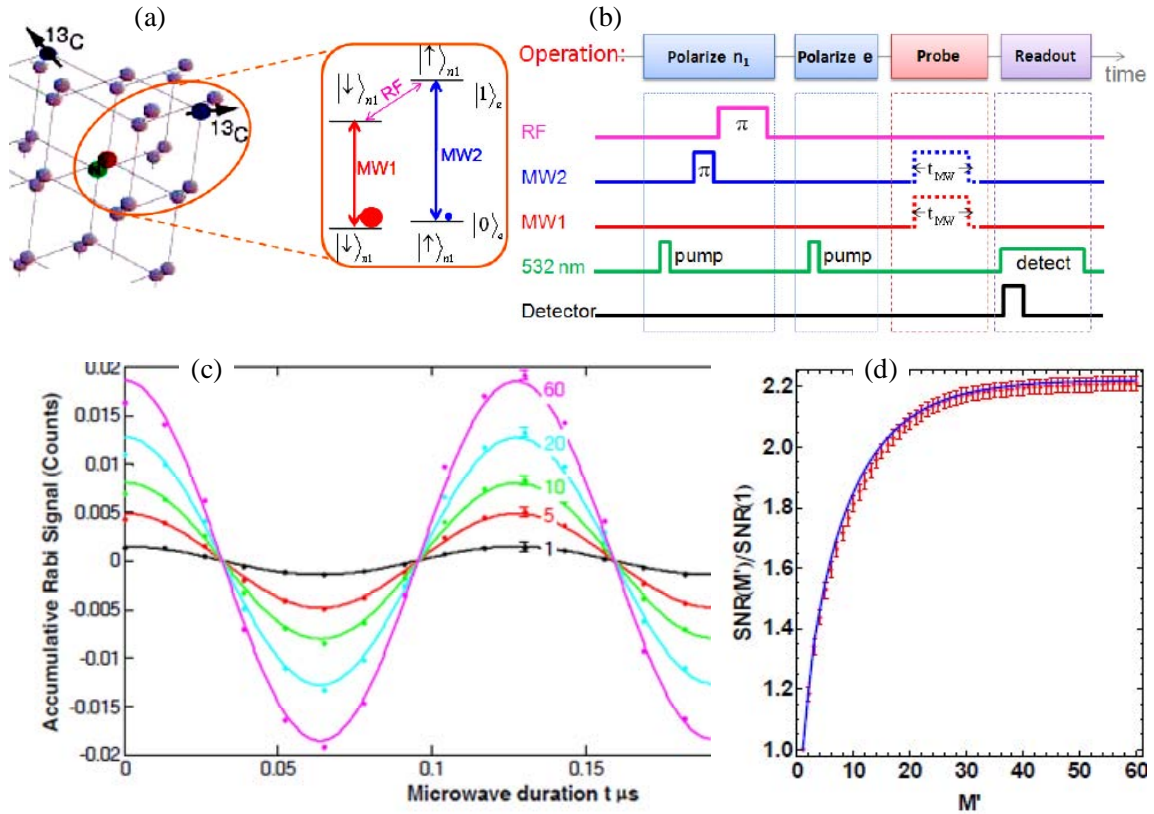 (a)
13C
13C
|↑⟩n1
|↓⟩n1
RF
|1⟩e
MW1
MW2
|0⟩e
|↓⟩n1
|↑⟩n1
(b)
Operation:
Polarize n1
Polarize e
Probe
Readout
time
RF
π
MW2
π
tMW
MW1
tMW
532 nm
pump
pump
detect
Detector
(c)
0.02
0.015
0.01
0.005
0
-0.005
-0.01
-0.015
-0.02
0
0.05
0.1
0.15
60
20
10
5
1
Accumulative Rabi Signal (Counts)
Microwave duration t μs
(d)
2.2
2.0
1.8
1.6
1.4
1.2
1.0
0
10
20
30
40
50
60
SNR(M')/SNR(1)
M'